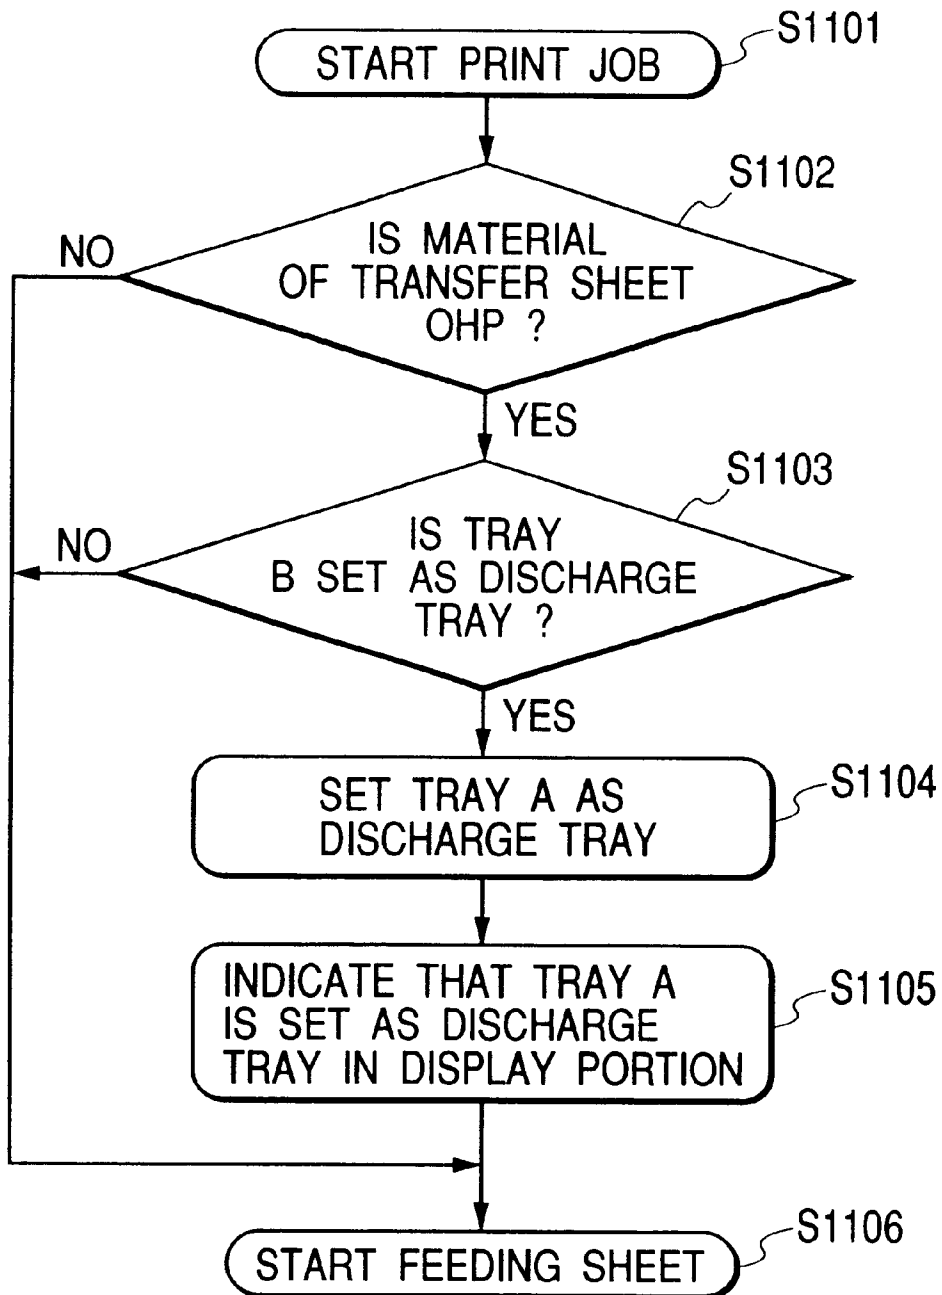 S1101
START PRINT JOB
S1102
IS MATERIAL
OF TRANSFER SHEET
OHP ?
NO
YES
S1103
IS TRAY
B SET AS DISCHARGE
TRAY ?
NO
YES
S1104
SET TRAY A AS
DISCHARGE TRAY
S1105
INDICATE THAT TRAY A
IS SET AS DISCHARGE
TRAY IN DISPLAY PORTION
S1106
START FEEDING SHEET